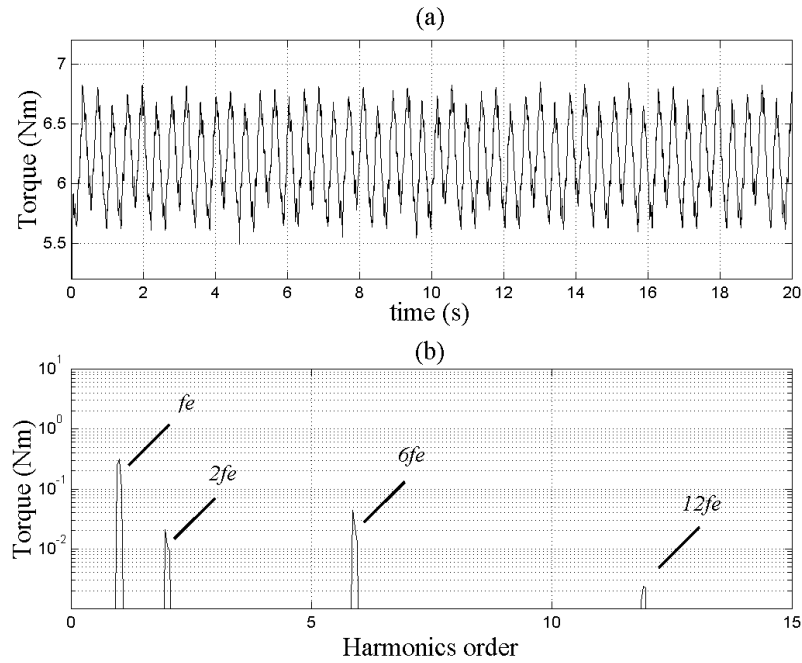 (a)
Torque (Nm)
7
6.5
6
5.5
0 2 4 6 8 10 12 14 16 18 20
time (s)
(b)
Torque (Nm)
10^1
10^0
10^-1
10^-2
fe
2fe
6fe
12fe
0 5 10 15
Harmonics order